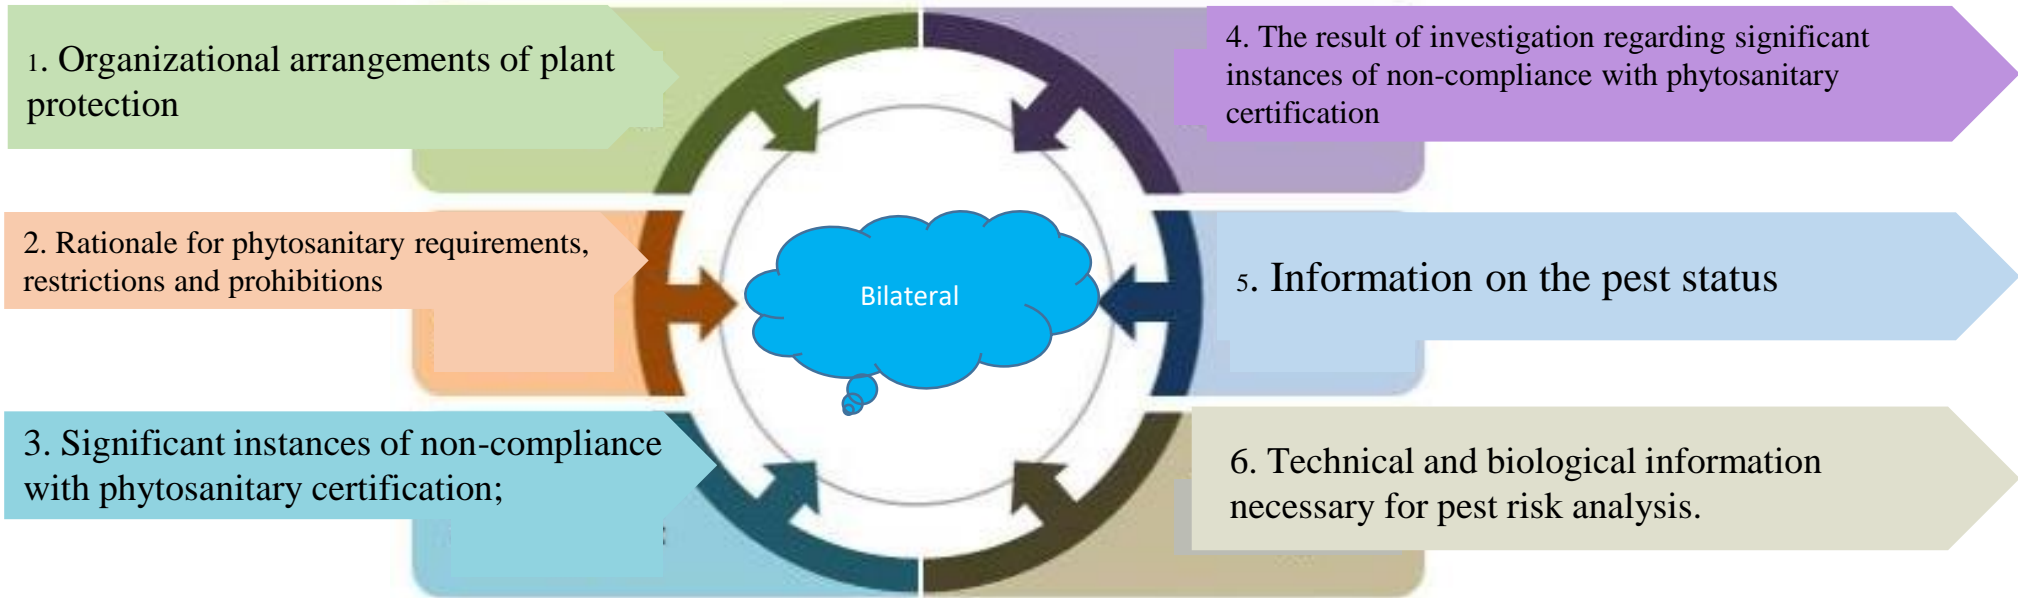 1. Organizational arrangements of plant
protection
2. Rationale for phytosanitary requirements,
restrictions and prohibitions
3. Significant instances of non-compliance
with phytosanitary certification;
Bilateral
4. The result of investigation regarding significant
instances of non-compliance with phytosanitary
certification
5. Information on the pest status
6. Technical and biological information
necessary for pest risk analysis.